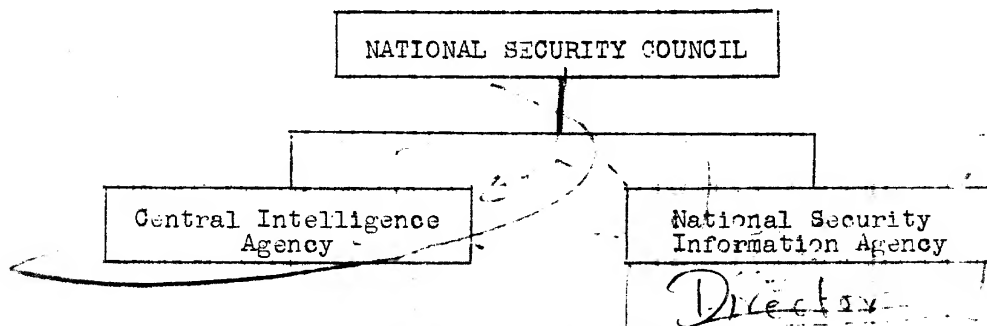 NATIONAL SECURITY COUNCIL
Central Intelligence
Agency
National Security
Information Agency
Director